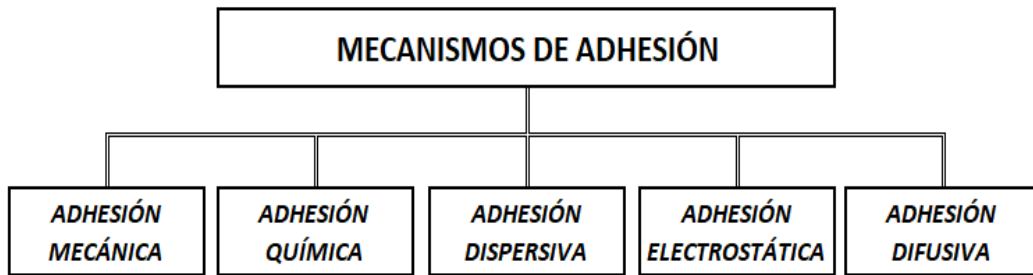 MECANISMOS DE ADHESIÓN
ADHESIÓN
MECÁNICA
ADHESIÓN
QUÍMICA
ADHESIÓN
DISPERSIVA
ADHESIÓN
ELECTROSTÁTICA
ADHESIÓN
DIFUSIVA